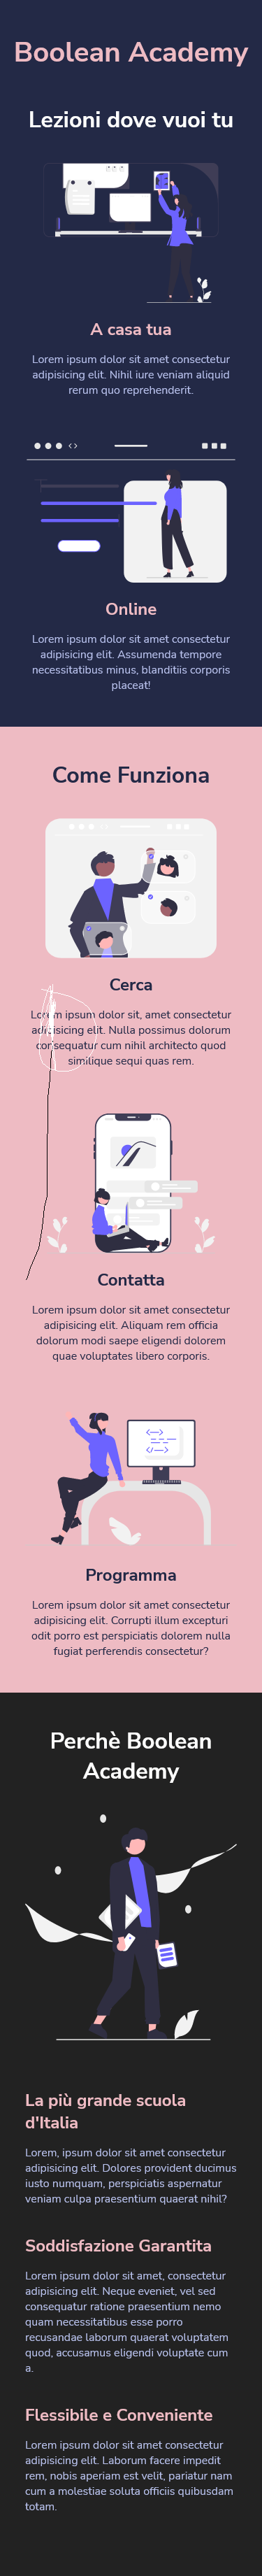 Boolean Academy
Lezioni dove vuoi tu
A casa tua
Lorem ipsum dolor sit amet consectetur
adipisicing elit. Nihil iure veniam aliquid
rerum quo reprehenderit.
Online
Lorem ipsum dolor sit amet consectetur
adipisicing elit. Assumenda tempore
necessitatibus minus, blanditiis corporis
placeat!
Come Funziona
Cerca
Lorem ipsum dolor sit, amet consectetur
adipisicing elit. Nulla possimus dolorum
consequatur cum nihil architecto quod
similique sequi quas rem.
Contatta
Lorem ipsum dolor sit amet consectetur
adipisicing elit. Aliquam rem officia
dolorum modi saepe eligendi dolorem
quae voluptates libero corporis.
Programma
Lorem ipsum dolor sit amet consectetur
adipisicing elit. Corrupti illum excepturi
odit porro est perspiciatis dolorem nulla
fugiat perferendis consectetur?
Perchè Boolean
Academy
La più grande scuola
d'Italia
Lorem, ipsum dolor sit amet consectetur
adipisicing elit. Dolores provident ducimus
iusto numquam, perspiciatis aspernatur
veniam culpa praesentium quaerat nihil?
Soddisfazione Garantita
Lorem ipsum dolor sit amet, consectetur
adipisicing elit. Neque eveniet, vel sed
consequatur ratione praesentium nemo
quam necessitatibus esse porro
recusandae laborum quaerat voluptatem
quod, accusamus eligendi voluptate cum
a.
Flessibile e Conveniente
Lorem ipsum dolor sit amet consectetur
adipisicing elit. Laborum facere impedit
rem, nobis aperiam est velit, pariatur nam
cum a molestiae soluta officiis quibusdam
totam.